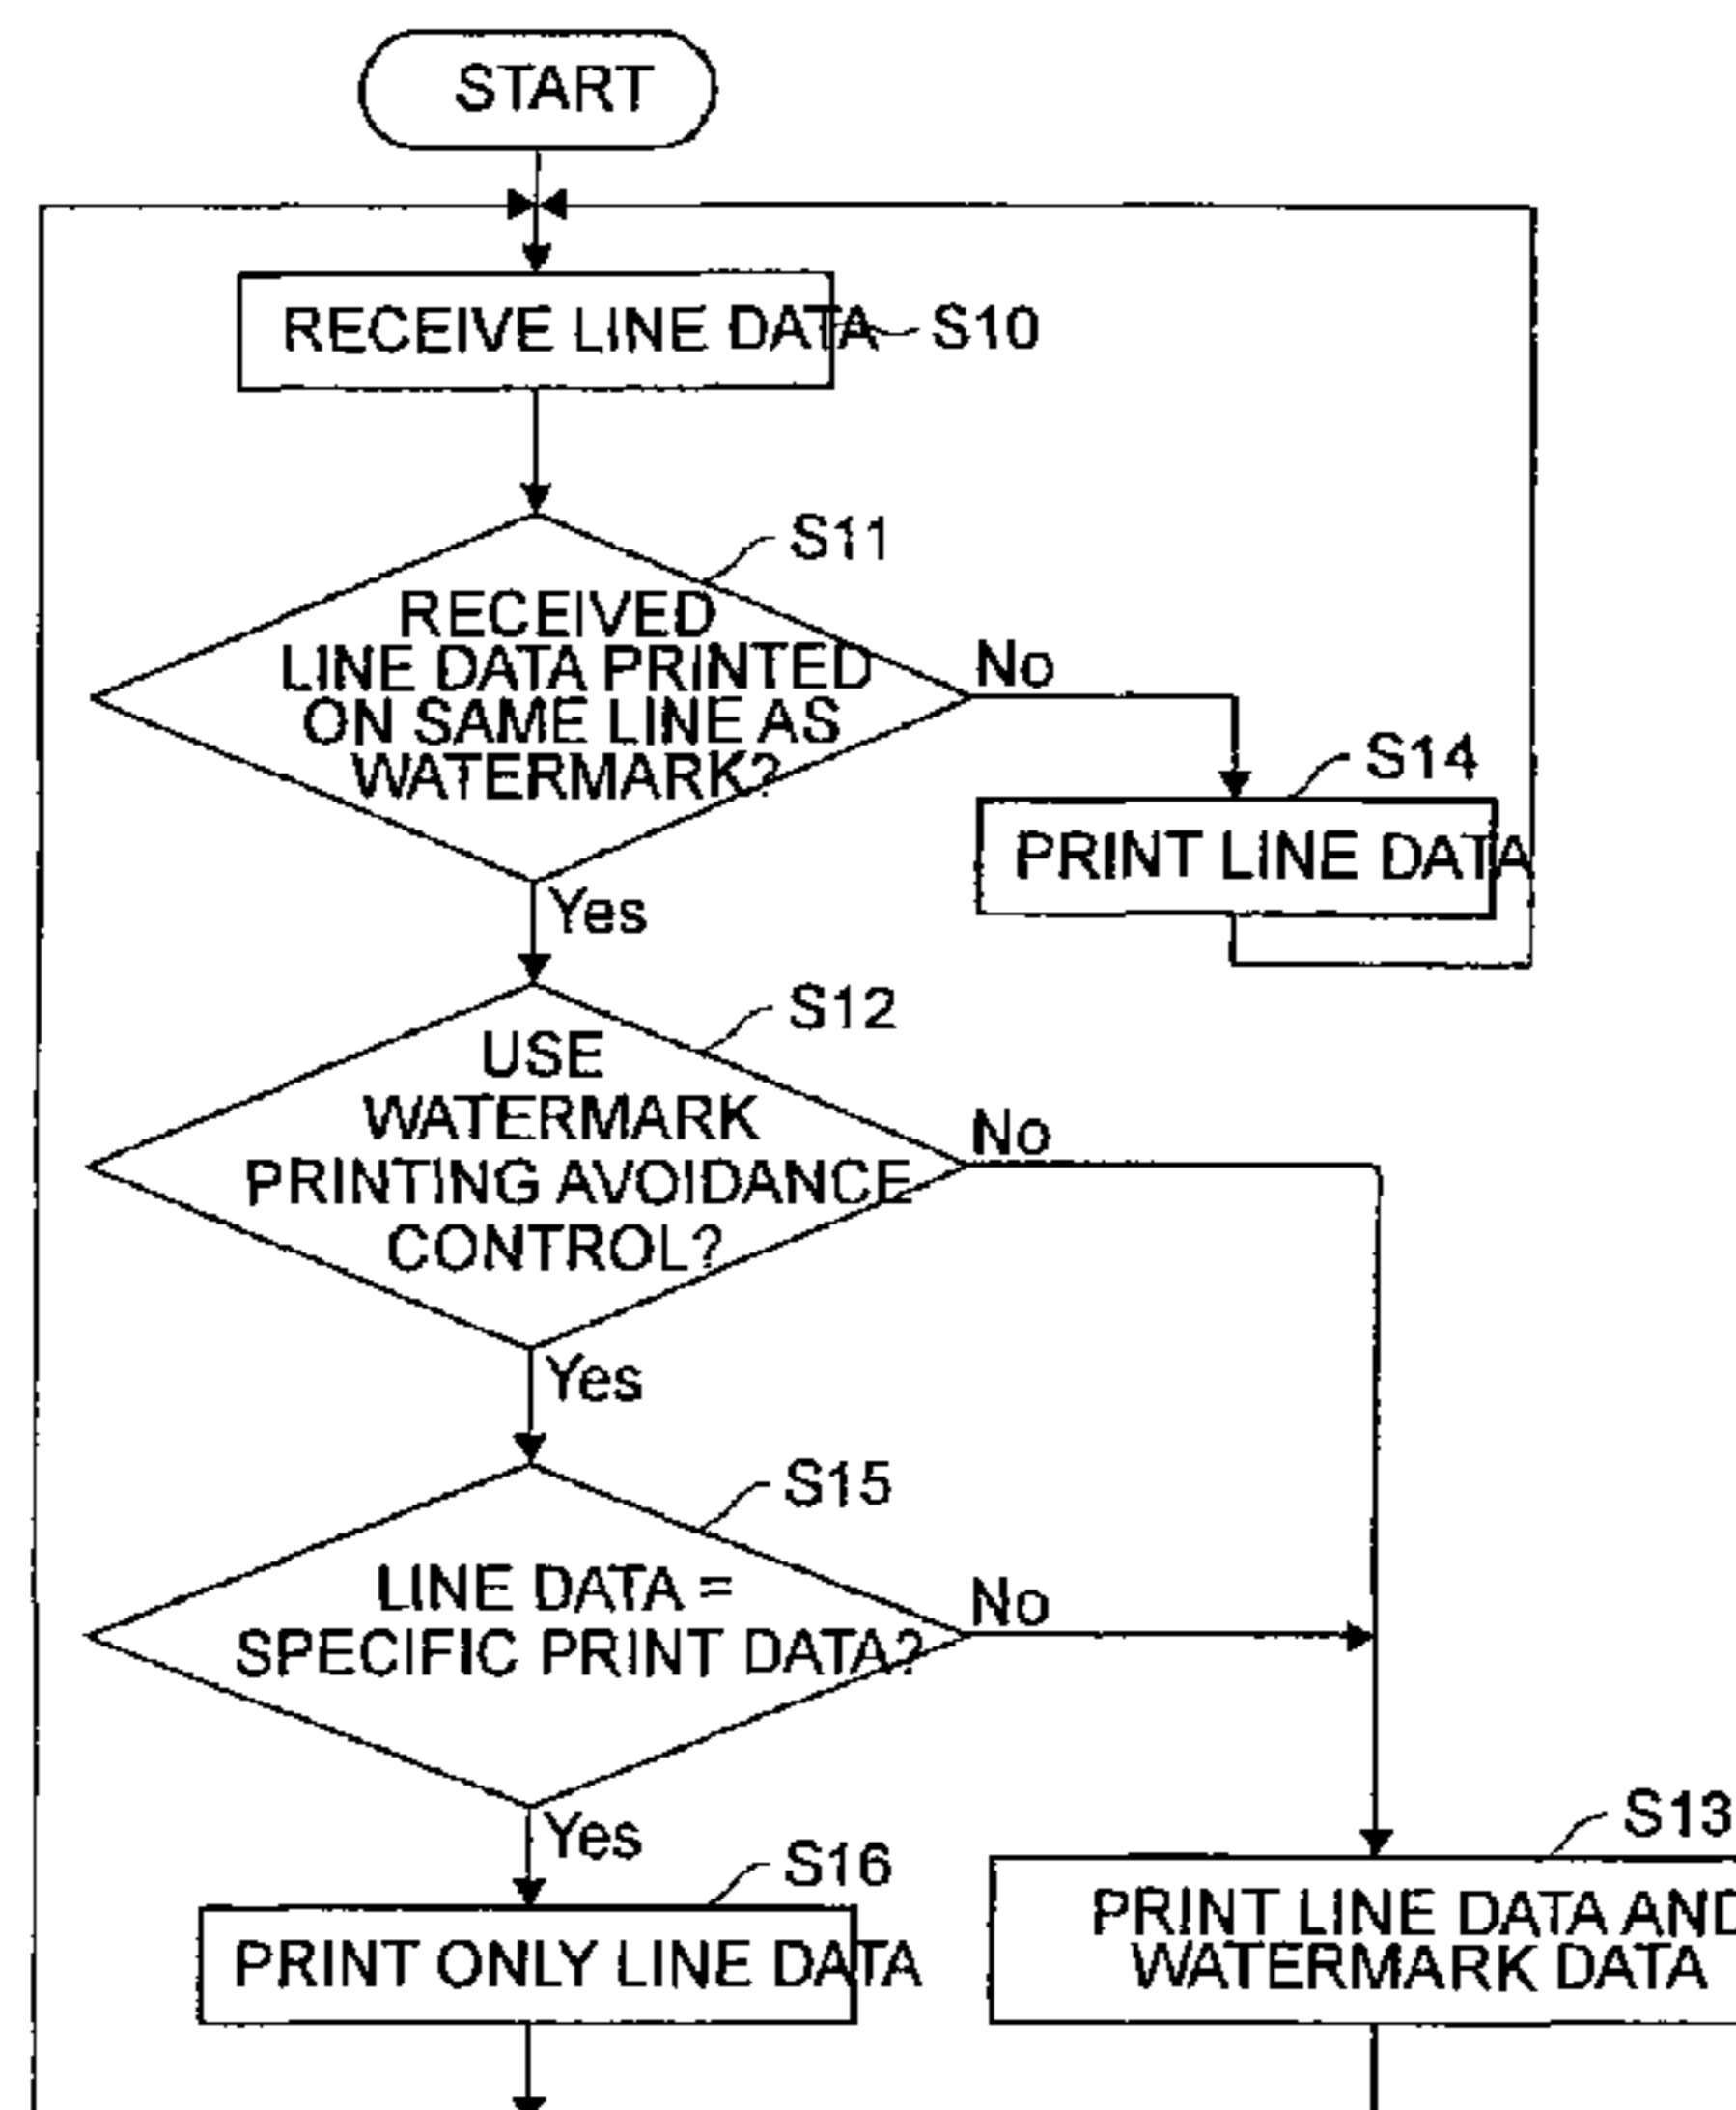 START
RECEIVE LINE DATA
S10
S11
RECEIVED
LINE DATA PRINTED
ON SAME LINE AS
WATERMARK?
No
S14
PRINT LINE DATA
Yes
S12
USE
WATERMARK
PRINTING AVOIDANCE
CONTROL?
No
Yes
S15
LINE DATA =
SPECIFIC PRINT DATA?
No
Yes
S16
PRINT ONLY LINE DATA
S13
PRINT LINE DATA AND
WATERMARK DATA